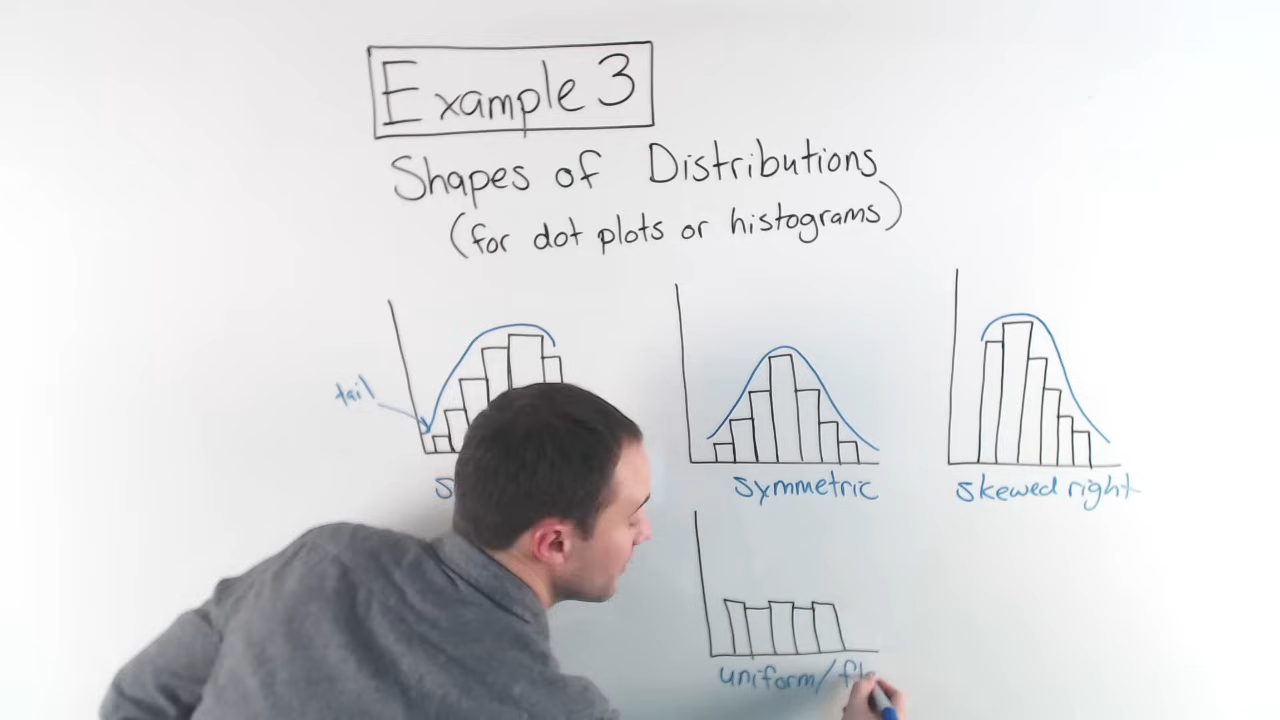 Example 3
Shapes of Distributions
(for dot plots or histograms)
tail
symmetric
skewed right
uniform/